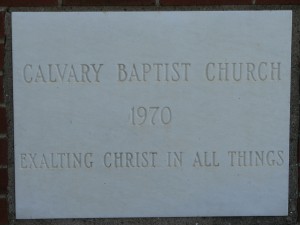 CALVARY BAPTIST CHURCH
1970
EXALTING CHRIST IN ALL THINGS